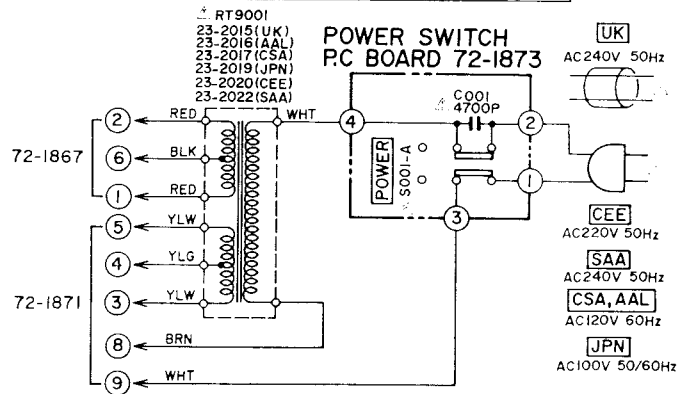 RT9001
23-2015(UK)
23-2016(AAL)
23-2017(CSA)
23-2019(JPN)
23-2020(CEE)
23-2022(SAA)
POWER SWITCH
P.C BOARD 72-1873
UK
AC240V 50Hz
C001
4700P
WHT
4
2
POWER
S001-A
1
3
72-1867
2
RED
6
BLK
1
RED
72-1871
5
YLW
4
YLG
3
YLW
8
BRN
9
WHT
CEE
AC220V 50Hz
SAA
AC240V 50Hz
CSA, AAL
AC120V 60Hz
JPN
AC100V 50/60Hz